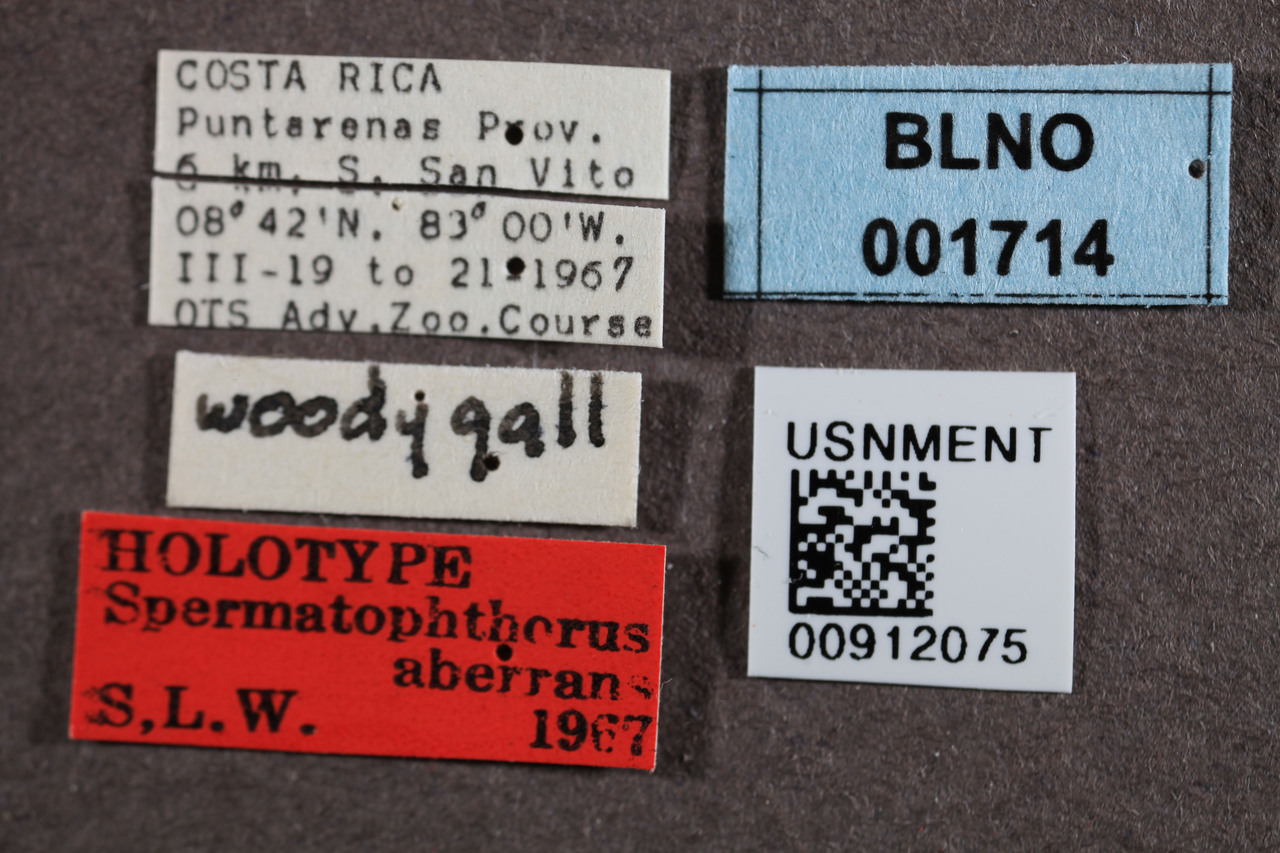 COSTA RICA
Puntarenas Prov.
6 km. S. San Vito
08°42'N. 83°00'W.
III-19 to 21-1967
OTS Adv.Zoo.Course
woody gall
HOLOTYPE
Spermatophthorus
aberrans
S,L.W. 1967
BLNO
001714
USNMENT
00912075